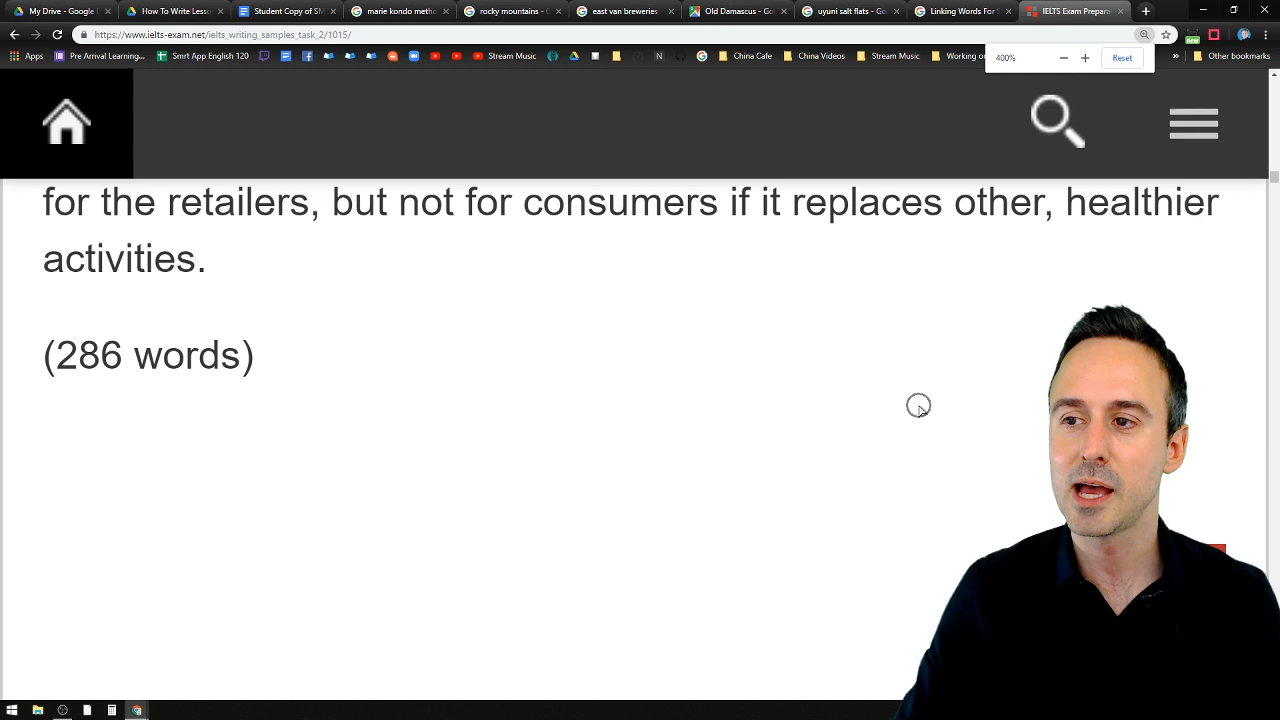 My Drive - Google
How To Write Lesso
Student Copy of SM
marie kondo meth
rocky mountains - G
east van breweries
Old Damascus - Go
uyuni salt flats - Go
Linking Words For S
IELTS Exam Prepara
https://www.ielts-exam.net/ielts_writing_samples_task_2/1015/
Apps
Pre Arrival Learning...
Smrt App English 120
Stream Music
China Cafe
China Videos
Stream Music
Working on
Other bookmarks
400%
Reset
for the retailers, but not for consumers if it replaces other, healthier
activities.
(286 words)